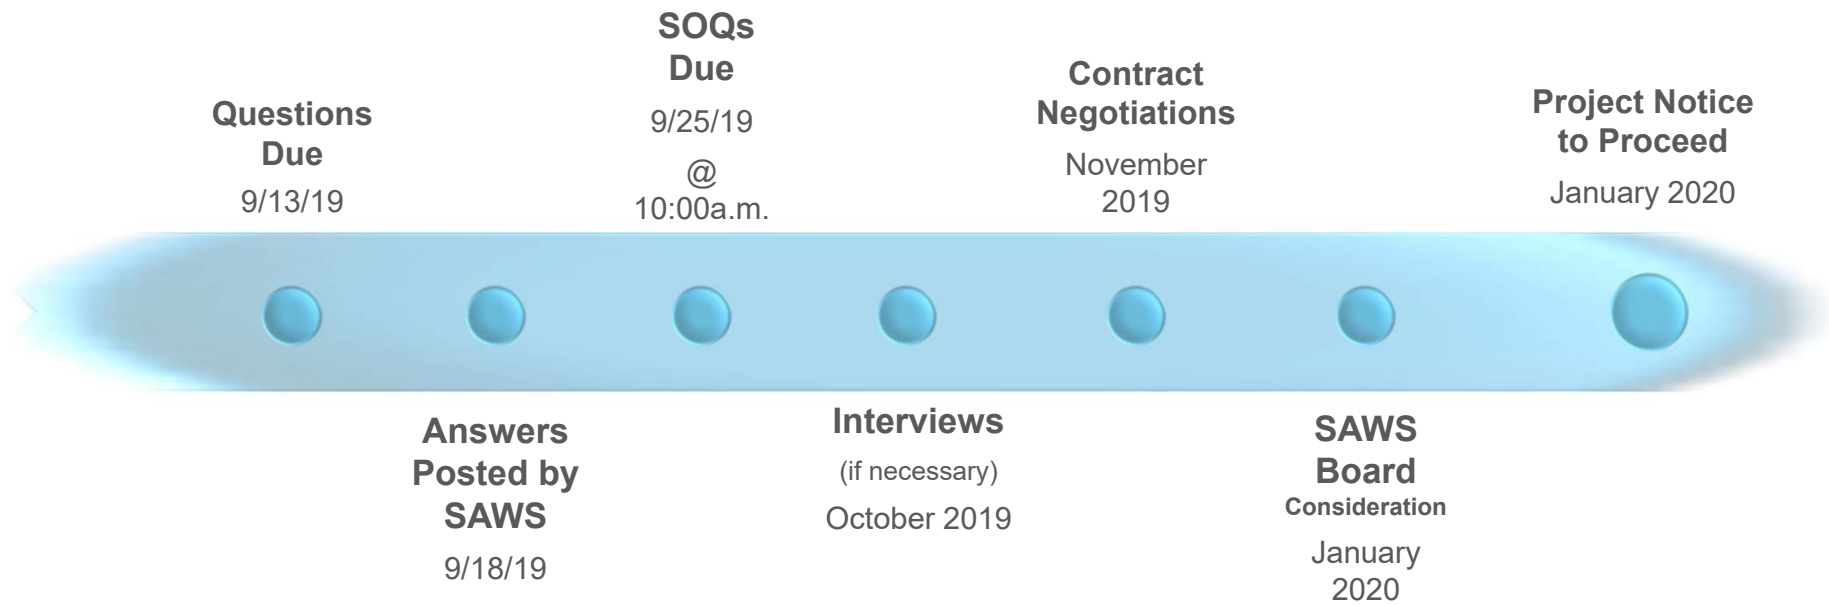 Questions
Due
9/13/19
Answers
Posted by
SAWS
9/18/19
SOQs
Due
9/25/19
@
10:00a.m.
Interviews
(if necessary)
October 2019
Contract
Negotiations
November
2019
SAWS
Board
Consideration
January
2020
Project Notice
to Proceed
January 2020